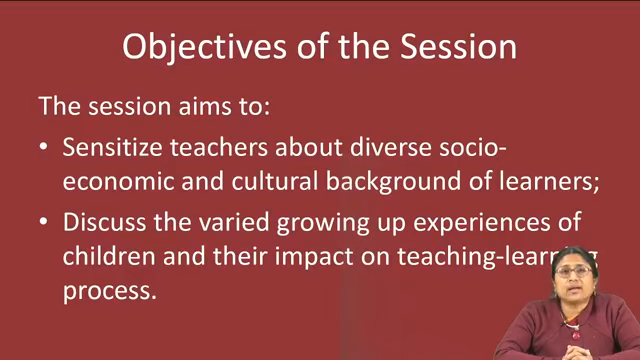 Objectives of the Session
The session aims to:
• Sensitize teachers about diverse socio-
economic and cultural background of learners;
• Discuss the varied growing up experiences of
children and their impact on teaching-learning
process.